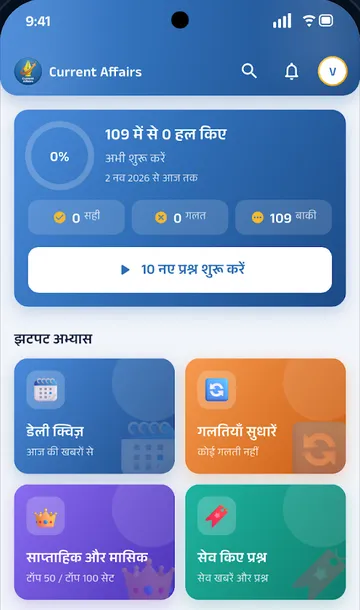 9:41
Current Affairs
V
0%
109 में से 0 हल किए
अभी शुरू करें
2 नव 2026 से आज तक
0 सही
0 गलत
109 बाकी
10 नए प्रश्न शुरू करें
झटपट अभ्यास
डेली क्विज़
आज की खबरों से
गलतियाँ सुधारें
कोई गलती नहीं
साप्ताहिक और मासिक
टॉप 50 / टॉप 100 सेट
सेव किए प्रश्न
सेव खबरें और प्रश्न